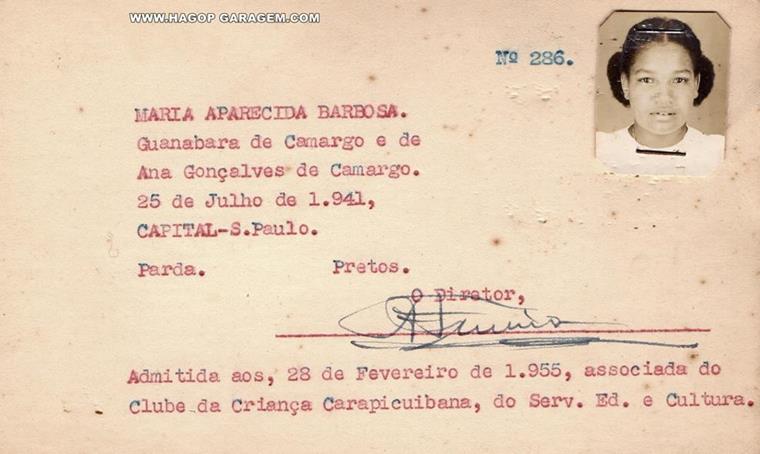 WWW.HAGOP GARAGEM.COM
Nº 286.
MARIA APARECIDA BARBOSA.
Guanabara de Camargo e de
Ana Gonçalves de Camargo.
25 de Julho de 1.941,
CAPITAL-S.Paulo.
Parda. Pretos.
O Diretor,
Admitida aos, 28 de Fevereiro de 1.955, associada do
Clube da Criança Carapicuibana, do Serv. Ed. e Cultura.